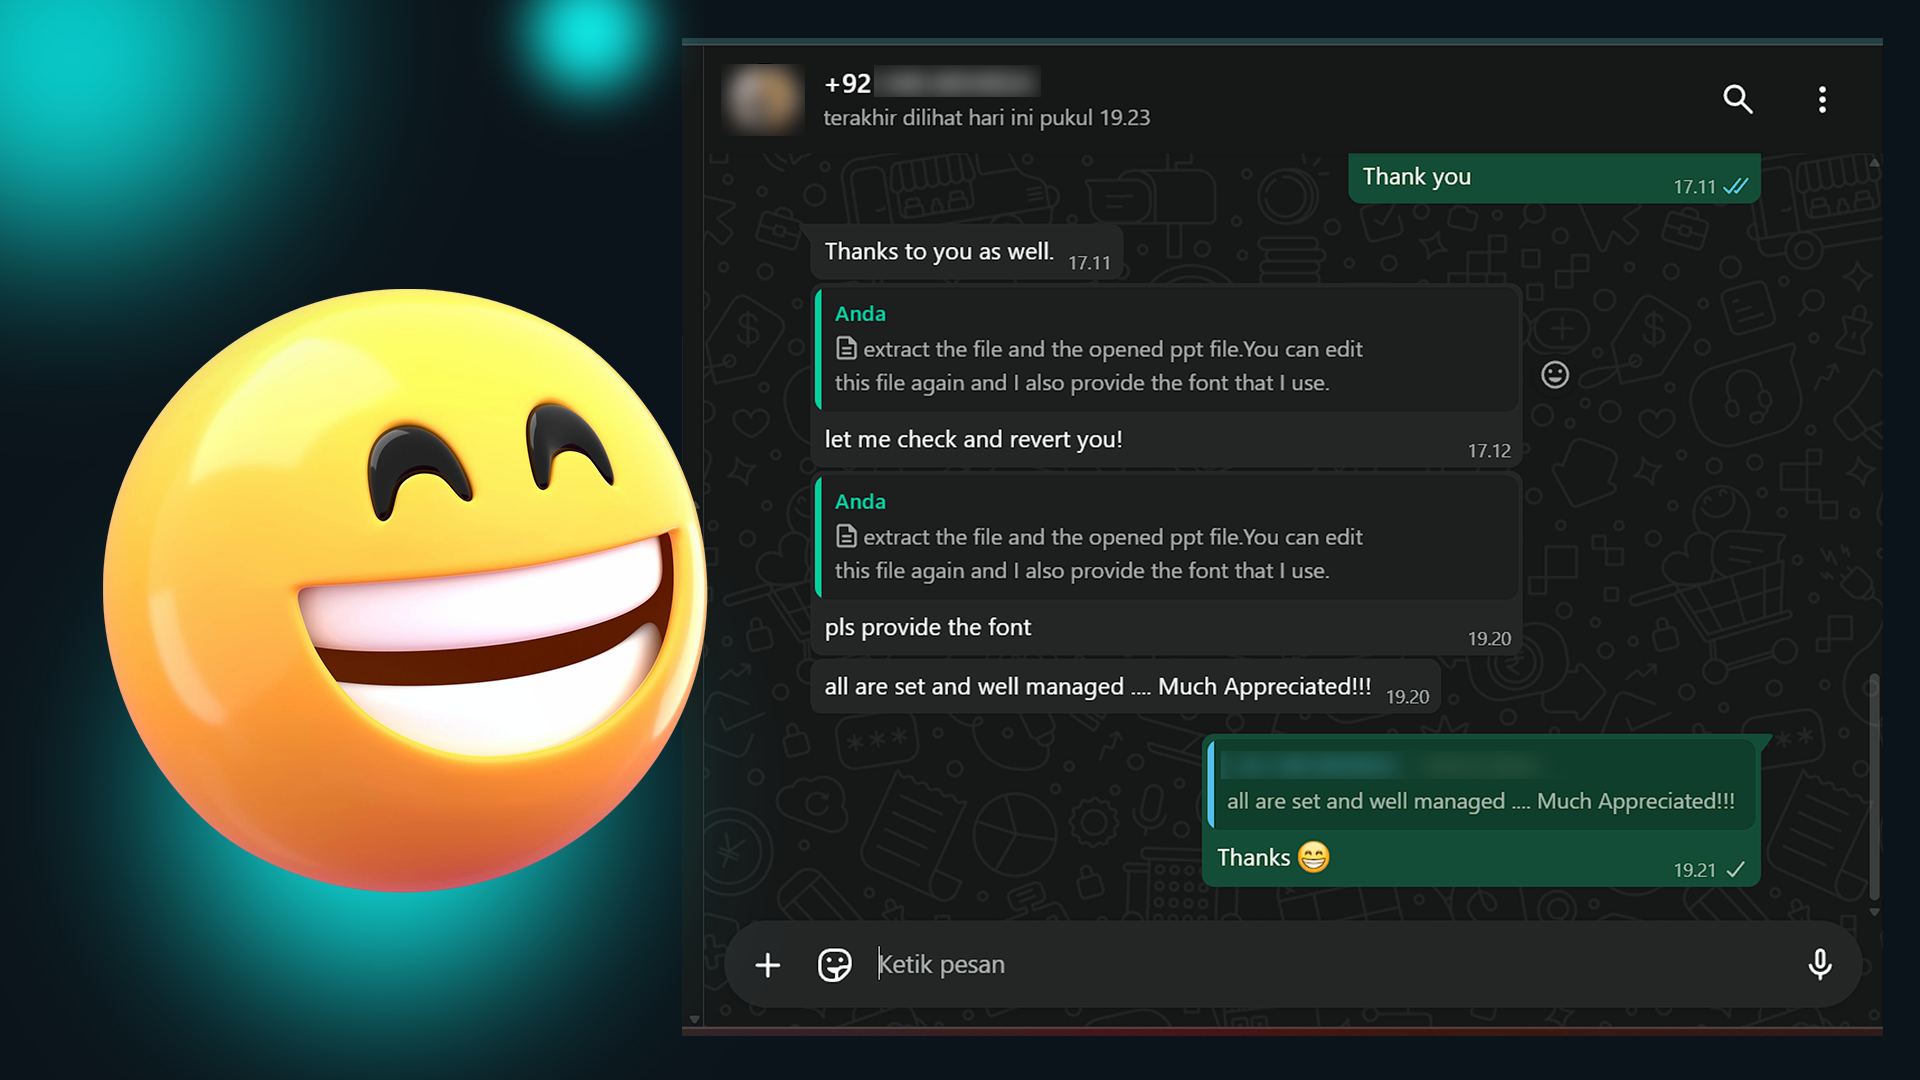 +92
terakhir dilihat hari ini pukul 19.23
Thank you
17.11
Thanks to you as well.
17.11
Anda
extract the file and the opened ppt file.You can edit
this file again and I also provide the font that I use.
let me check and revert you!
17.12
Anda
extract the file and the opened ppt file.You can edit
this file again and I also provide the font that I use.
pls provide the font
19.20
all are set and well managed .... Much Appreciated!!!
19.20
all are set and well managed .... Much Appreciated!!!
Thanks 😁
19.21
Ketik pesan